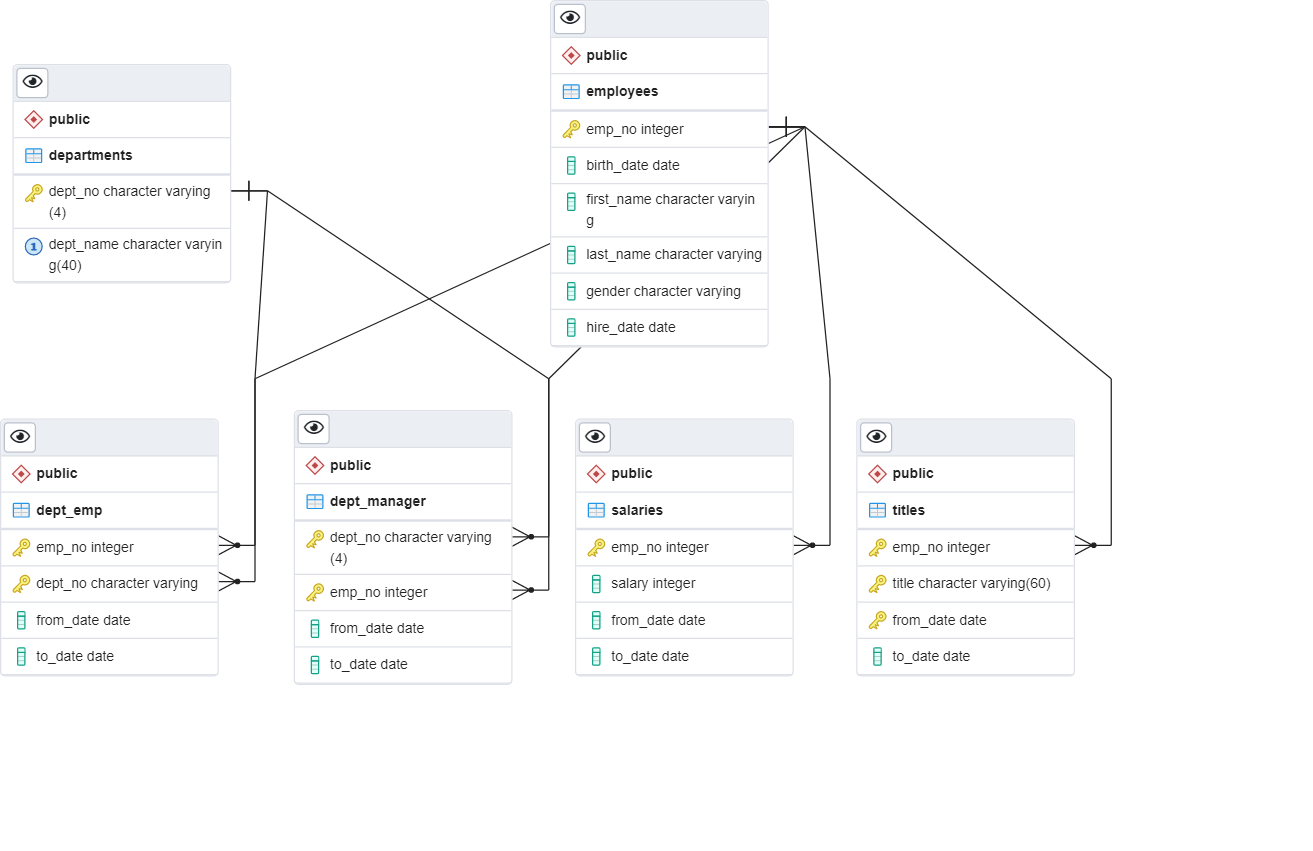 public
departments
dept_no character varying
(4)
1
dept_name character varyin
g(40)
public
employees
emp_no integer
birth_date date
first_name character varyin
g
last_name character varying
gender character varying
hire_date date
public
dept_emp
emp_no integer
dept_no character varying
from_date date
to_date date
public
dept_manager
dept_no character varying
(4)
emp_no integer
from_date date
to_date date
public
salaries
emp_no integer
salary integer
from_date date
to_date date
public
titles
emp_no integer
title character varying(60)
from_date date
to_date date